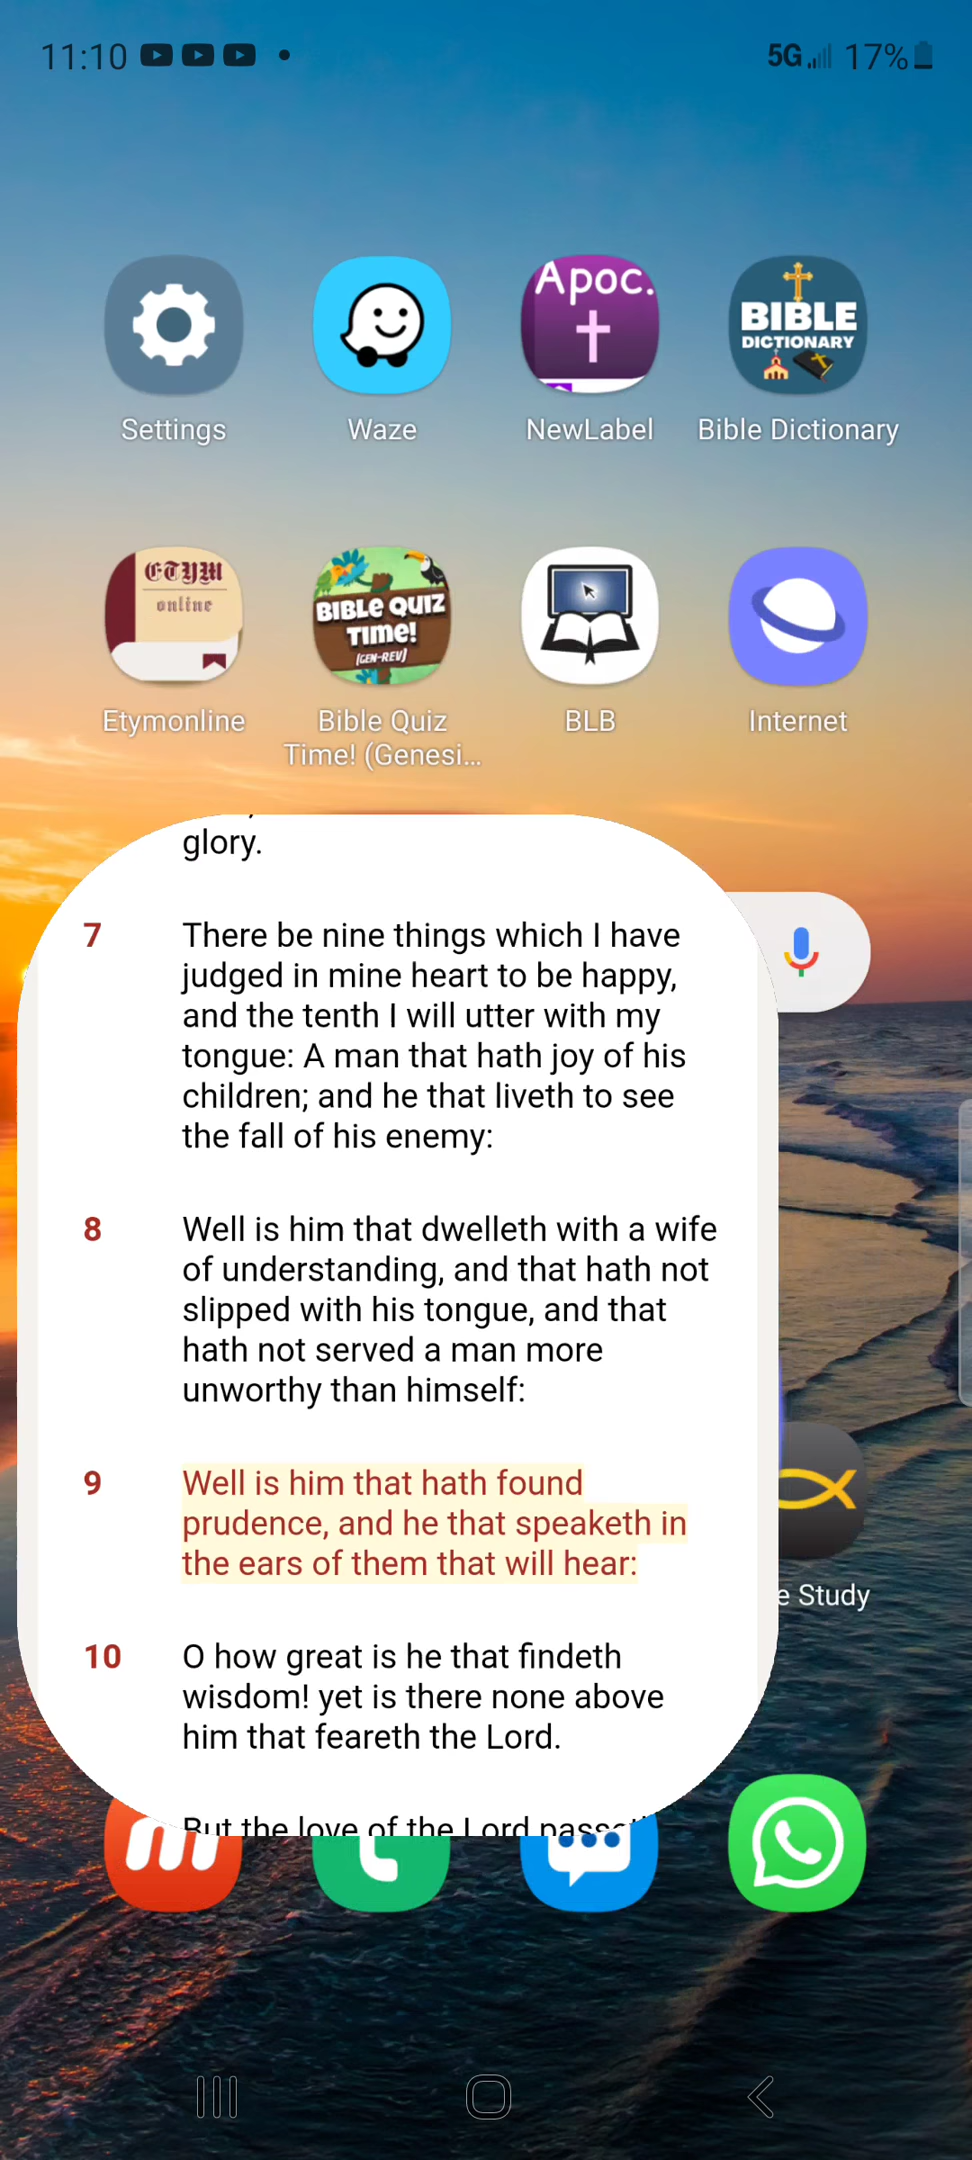 11:10 5G 17%
Apoc.
BIBLE
DICTIONARY
Settings Waze NewLabel Bible Dictionary
ETYM
online
BIBLE QUIZ
TIME!
(GEN-REV)
Etymonline Bible Quiz BLB Internet
Time! (Genesi...
glory.
7 There be nine things which I have
judged in mine heart to be happy,
and the tenth I will utter with my
tongue: A man that hath joy of his
children; and he that liveth to see
the fall of his enemy:
8 Well is him that dwelleth with a wife
of understanding, and that hath not
slipped with his tongue, and that
hath not served a man more
unworthy than himself:
9 Well is him that hath found
prudence, and he that speaketh in
the ears of them that will hear:
e Study
10 O how great is he that findeth
wisdom! yet is there none above
him that feareth the Lord.
But the love of the Lord